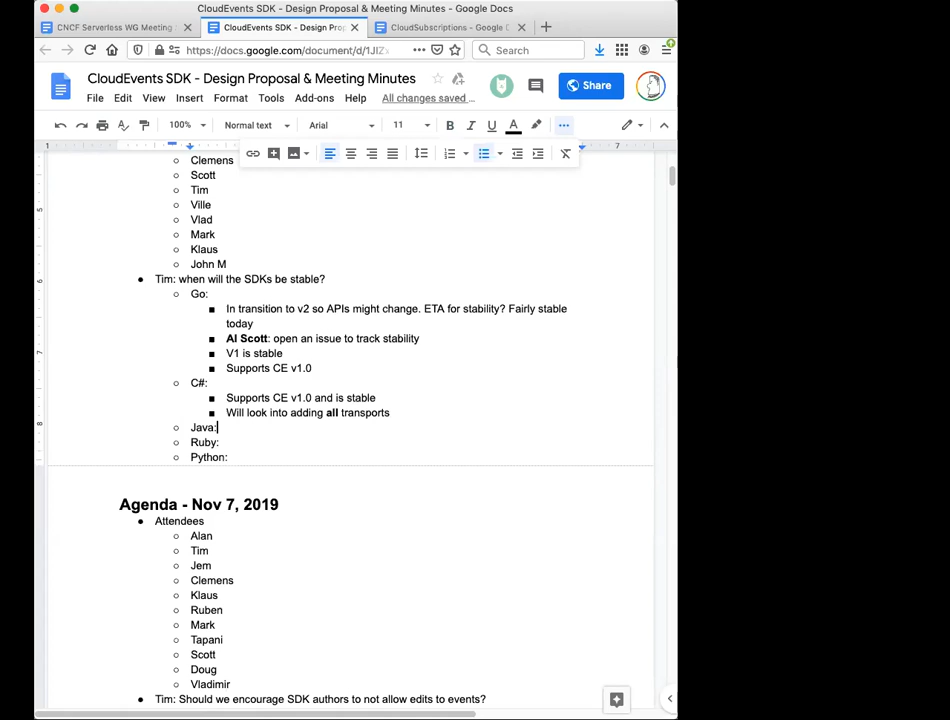 CloudEvents SDK - Design Proposal & Meeting Minutes - Google Docs
CNCF Serverless WG Meeting
CloudEvents SDK - Design Prop
CloudSubscriptions - Google D
https://docs.google.com/document/d/1JIZ
Search
CloudEvents SDK - Design Proposal & Meeting Minutes
Share
File Edit View Insert Format Tools Add-ons Help All changes saved ...
100% Normal text Arial 11 B I U A
1 7
Clemens
Scott
5
Tim
Ville
Vlad
Mark
Klaus
John M
6
Tim: when will the SDKs be stable?
Go:
In transition to v2 so APIs might change. ETA for stability? Fairly stable
today
AI Scott: open an issue to track stability
7
V1 is stable
Supports CE v1.0
C#:
Supports CE v1.0 and is stable
Will look into adding all transports
8
Java:
Ruby:
Python:
Agenda - Nov 7, 2019
Attendees
Alan
Tim
Jem
Clemens
Klaus
Ruben
Mark
Tapani
Scott
Doug
Vladimir
Tim: Should we encourage SDK authors to not allow edits to events?